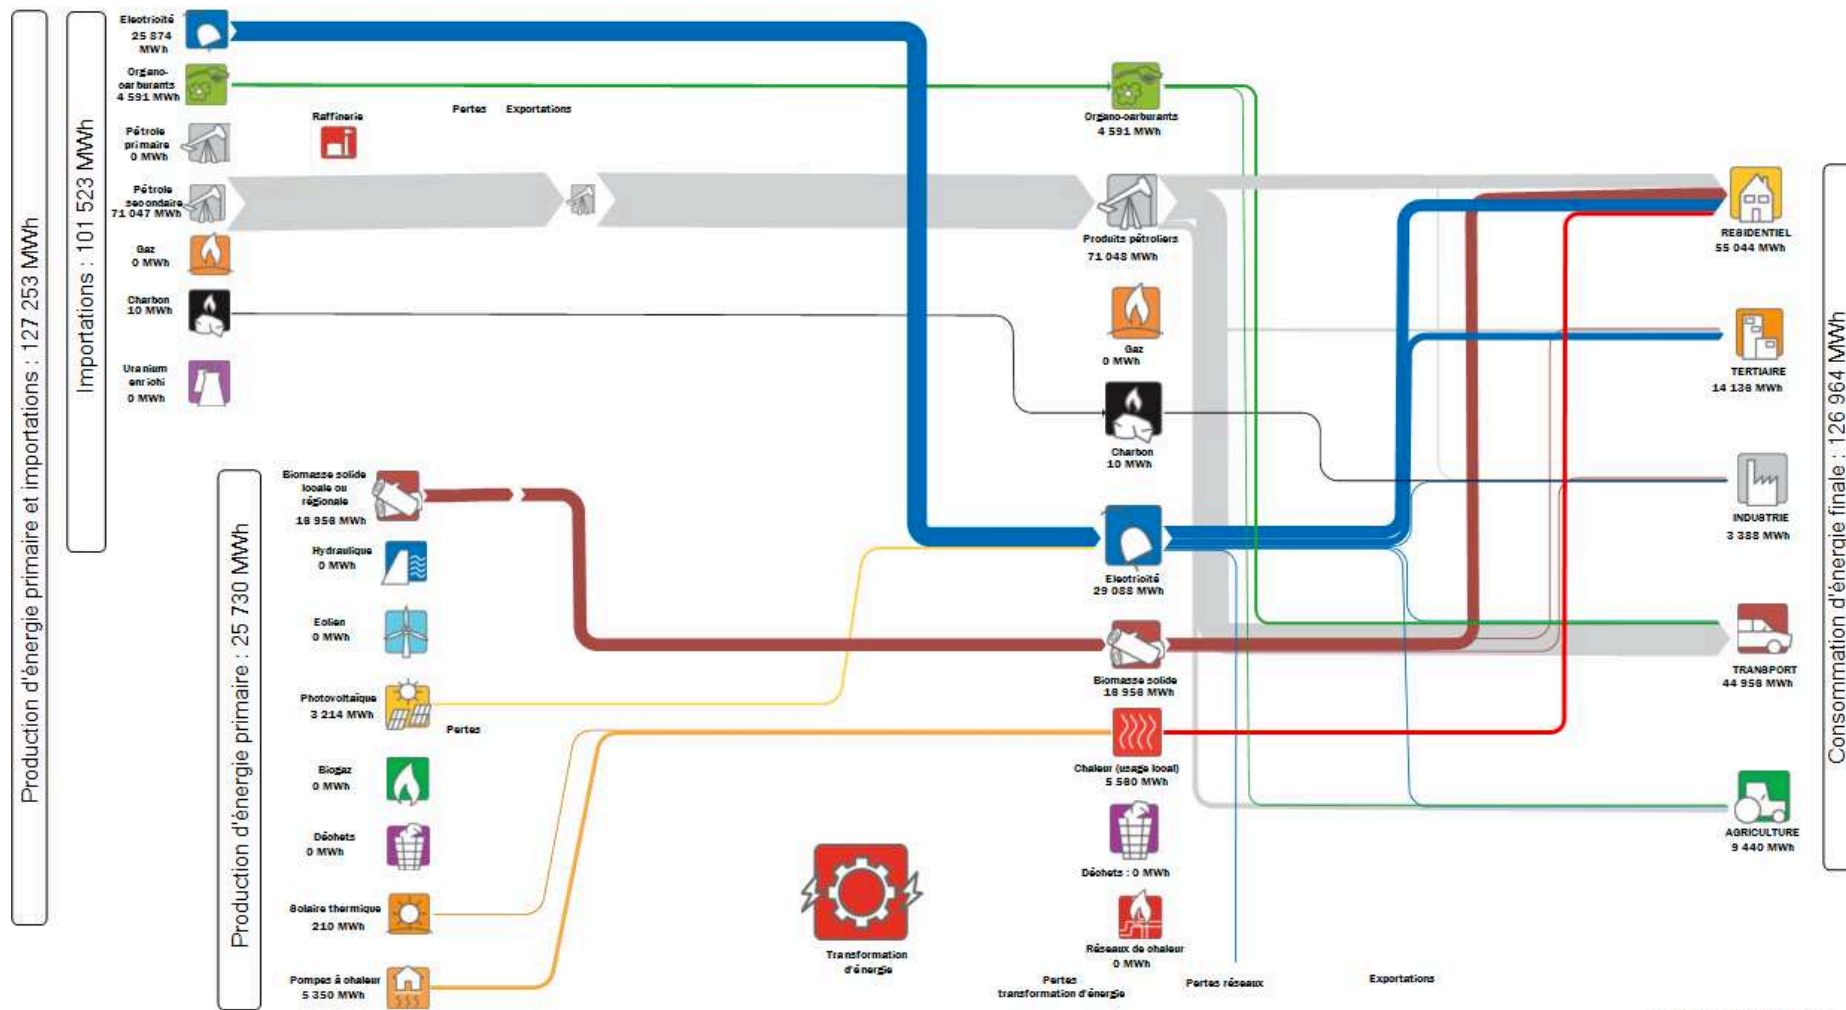 Production d'énergie primaire et importations : 127 253 MWh
Importations : 101 523 MWh
Electricité
25 874
MWh
Organo-
carburants
4 591 MWh
Pétrole
primaire
0 MWh
Pétrole
secondaire
71 047 MWh
Gaz
0 MWh
Charbon
10 MWh
Uranium
enrichi
0 MWh
Raffinerie
Pertes
Exportations
Production d'énergie primaire : 25 730 MWh
Biomasse solide
locale ou
régionale
16 956 MWh
Hydraulique
0 MWh
Eolien
0 MWh
Photovoltaïque
3 214 MWh
Pertes
Biogaz
0 MWh
Déchets
0 MWh
Solaire thermique
210 MWh
Pompes à chaleur
5 350 MWh
Transformation
d'énergie
Organo-carburants
4 591 MWh
Produits pétroliers
71 048 MWh
Gaz
0 MWh
Charbon
10 MWh
Electricité
29 088 MWh
Biomasse solide
16 956 MWh
Chaleur (usage local)
5 560 MWh
Déchets : 0 MWh
Réseaux de chaleur
0 MWh
Pertes
transformation d'énergie
Pertes réseaux
Exportations
RESIDENTIEL
55 044 MWh
TERTIAIRE
14 136 MWh
INDUSTRIE
3 388 MWh
TRANSPORT
44 956 MWh
AGRICULTURE
9 440 MWh
Consommation d'énergie finale : 126 964 MWh